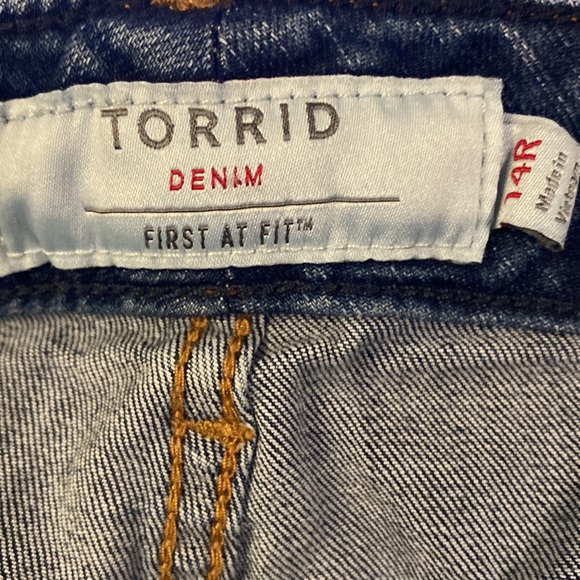 TORRID
DENIM
FIRST AT FIT™
14R
Made in